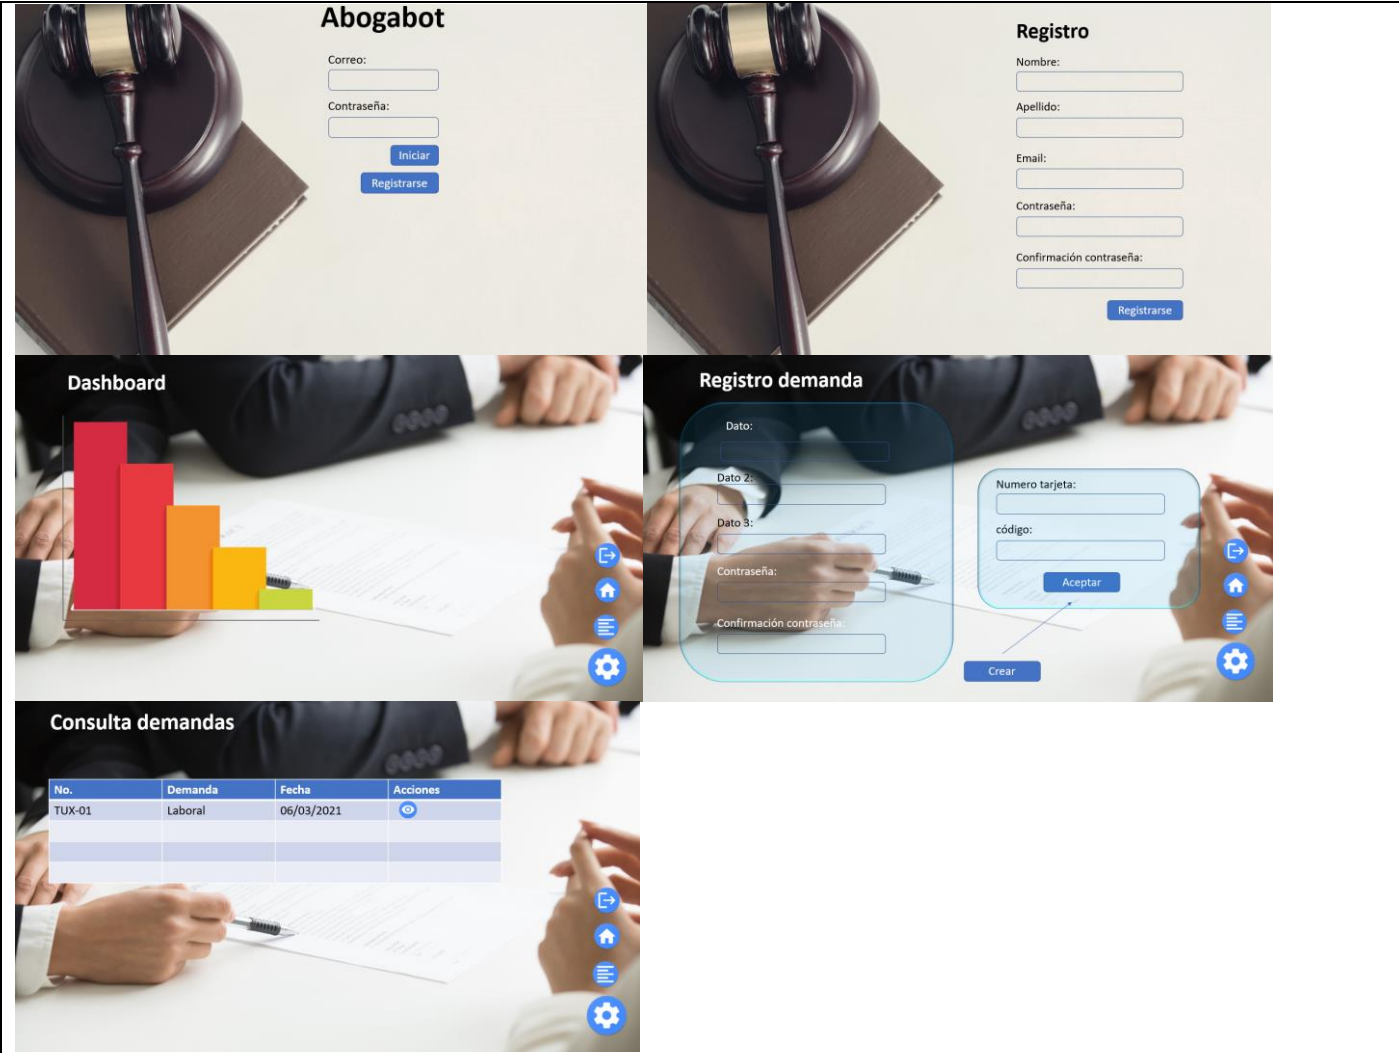 Abogabot
Correo:
Contraseña:
Iniciar
Registrarse
Registro
Nombre:
Apellido:
Email:
Contraseña:
Confirmación contraseña:
Registrarse
Dashboard
Registro demanda
Dato:
Dato 2:
Dato 3:
Contraseña:
Confirmación contraseña:
Numero tarjeta:
código:
Aceptar
Crear
Consulta demandas
No. Demanda Fecha Acciones
TUX-01 Laboral 06/03/2021